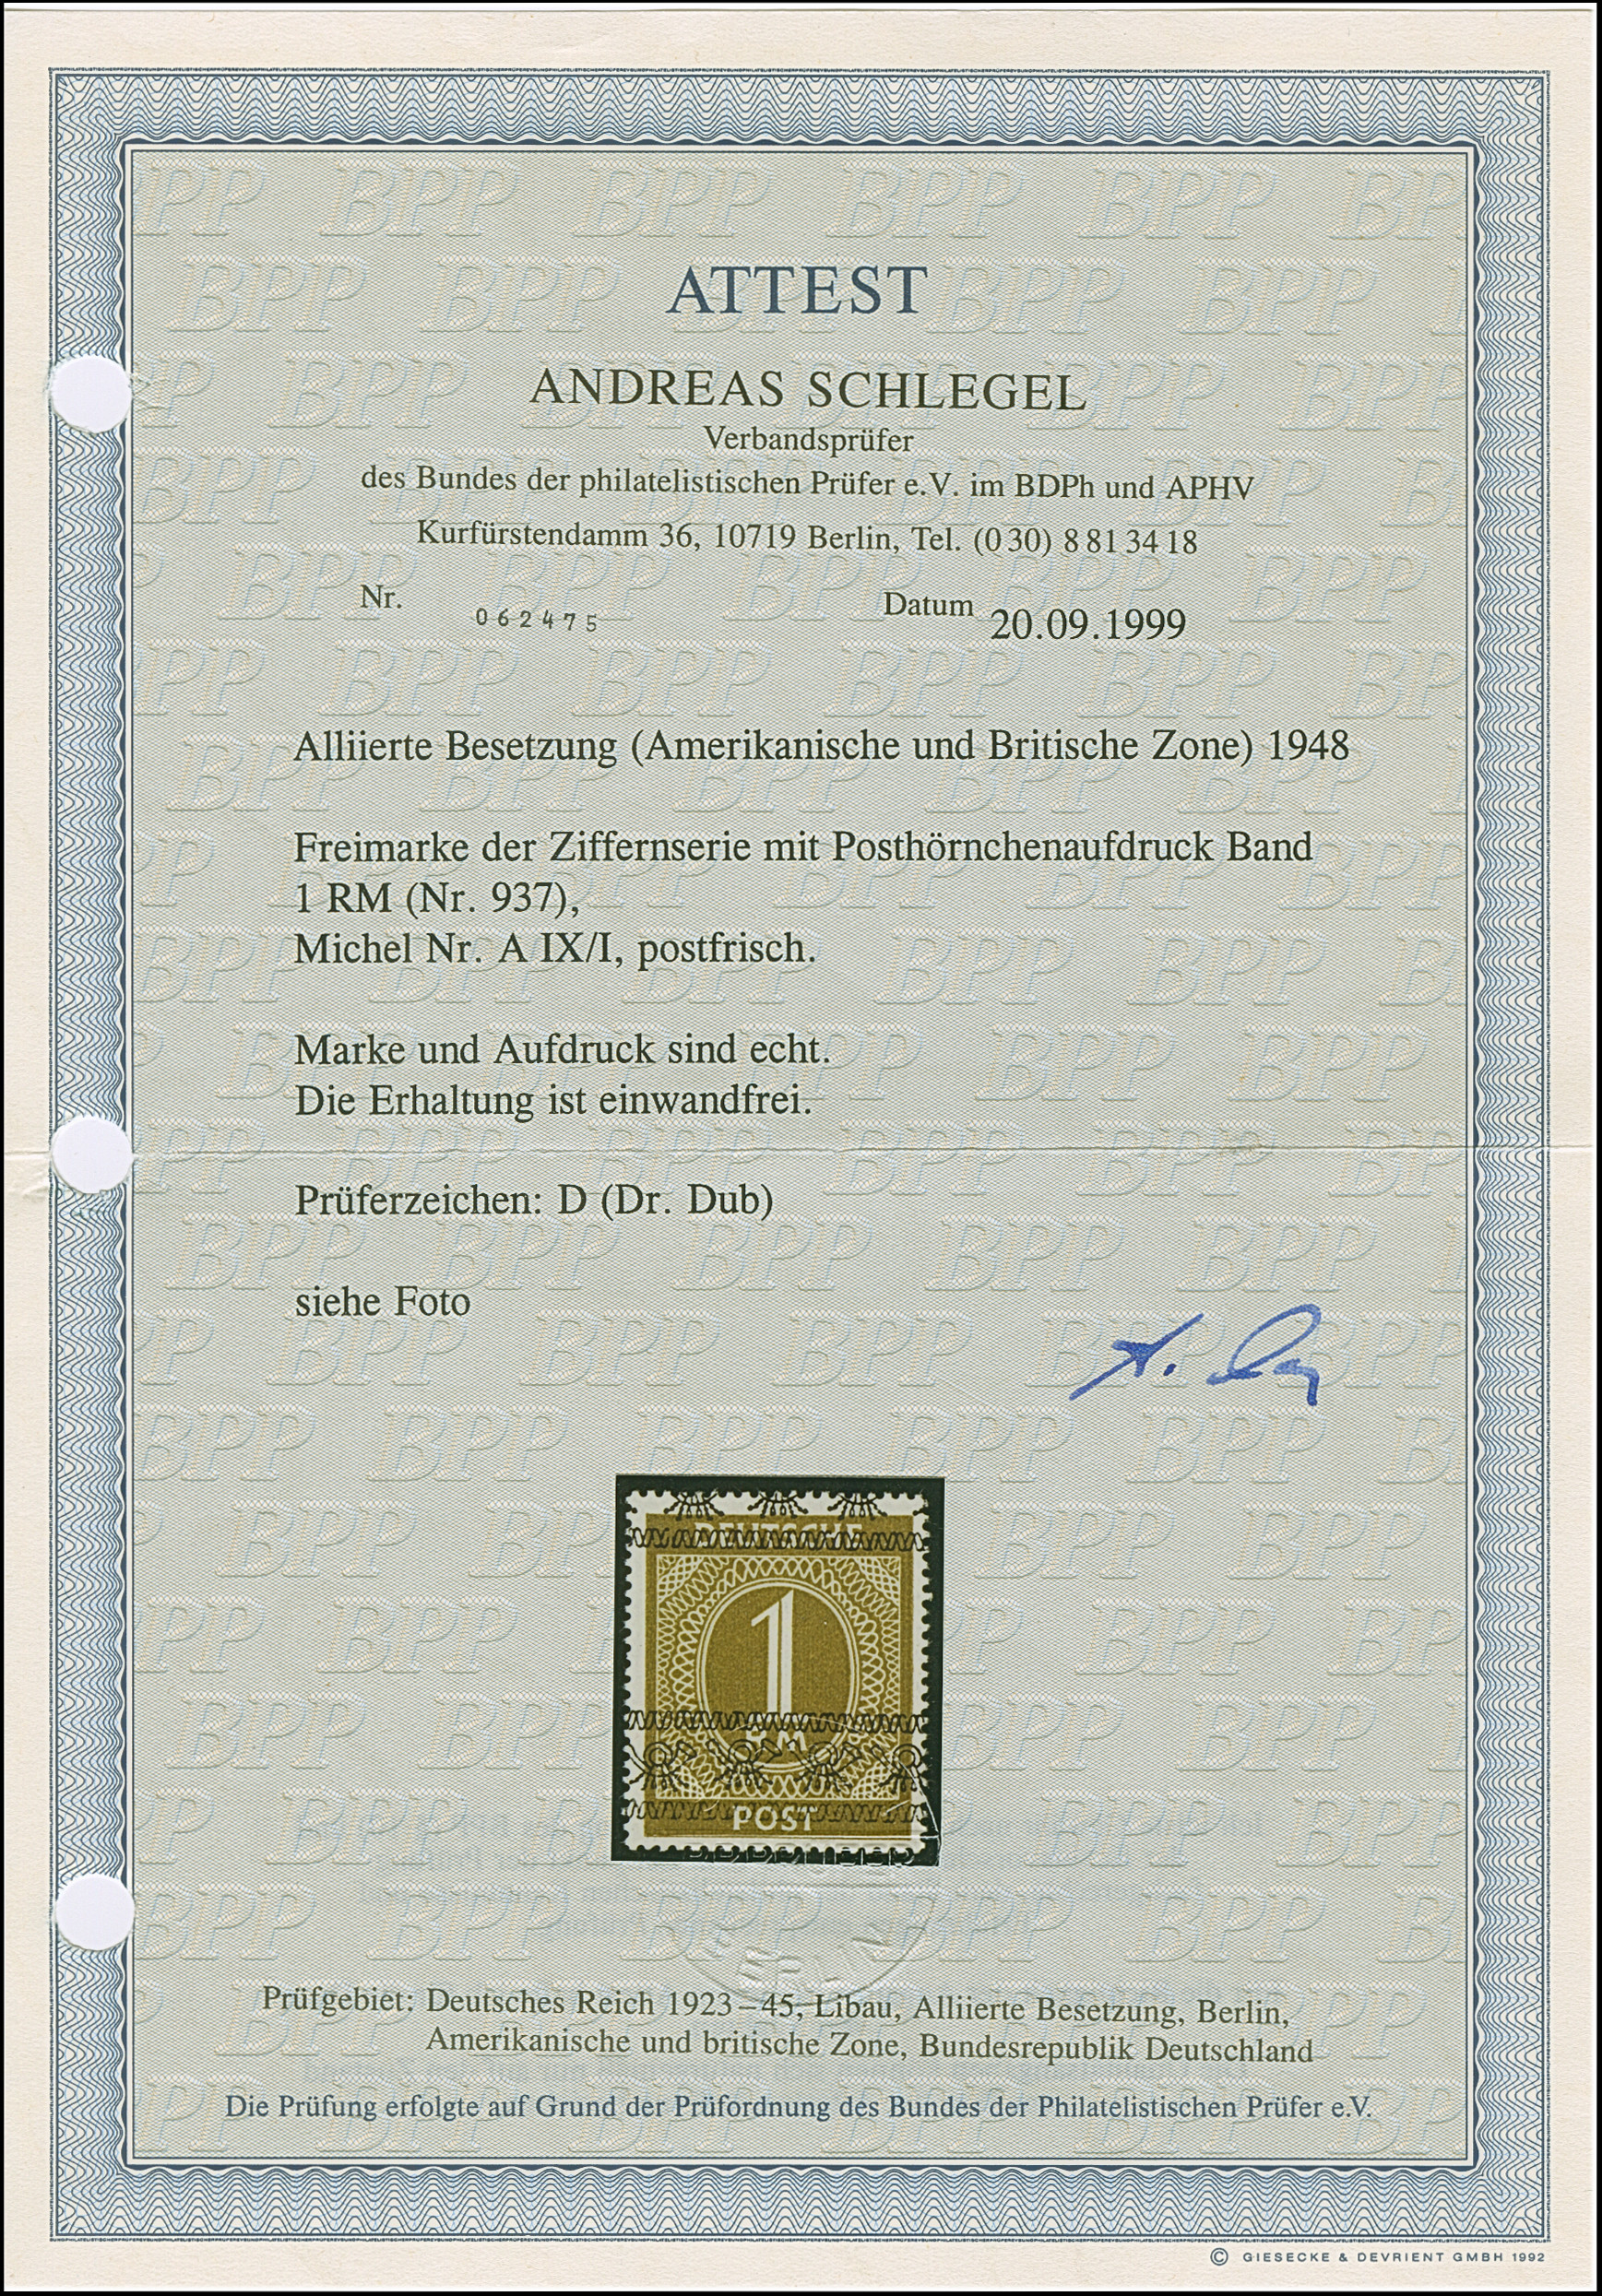 ATTEST
ANDREAS SCHLEGEL
Verbandsprüfer
des Bundes der philatelistischen Prüfer e.V. im BDPh und APHV
Kurfürstendamm 36, 10719 Berlin, Tel. (0 30) 8 81 34 18
Nr. 062475 Datum 20.09.1999
Alliierte Besetzung (Amerikanische und Britische Zone) 1948
Freimarke der Ziffernserie mit Posthörnchenaufdruck Band
1 RM (Nr. 937),
Michel Nr. A IX/I, postfrisch.
Marke und Aufdruck sind echt.
Die Erhaltung ist einwandfrei.
Prüferzeichen: D (Dr. Dub)
siehe Foto
DEUTSCHE
1
RM
POST
Prüfgebiet: Deutsches Reich 1923–45, Libau, Alliierte Besetzung, Berlin,
Amerikanische und britische Zone, Bundesrepublik Deutschland
Die Prüfung erfolgte auf Grund der Prüfordnung des Bundes der Philatelistischen Prüfer e.V.
© GIESECKE & DEVRIENT GMBH 1992